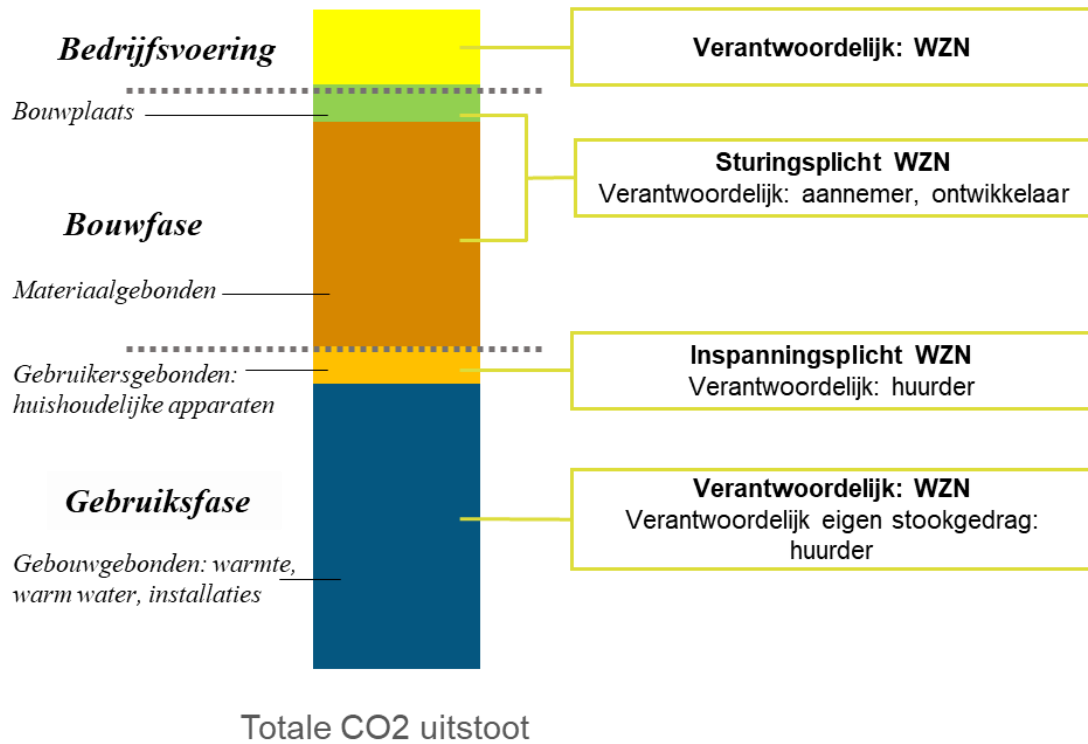 Bedrijfsvoering
Verantwoordelijk: WZN
Bouwplaats
Sturingsplicht WZN
Verantwoordelijk: aannemer, ontwikkelaar
Bouwfase
Materiaalgebonden
Gebruikersgebonden:
huishoudelijke apparaten
Inspanningsplicht WZN
Verantwoordelijk: huurder
Gebruiksfase
Verantwoordelijk: WZN
Verantwoordelijk eigen stookgedrag:
huurder
Gebouwgebonden: warmte,
warm water, installaties
Totale CO2 uitstoot